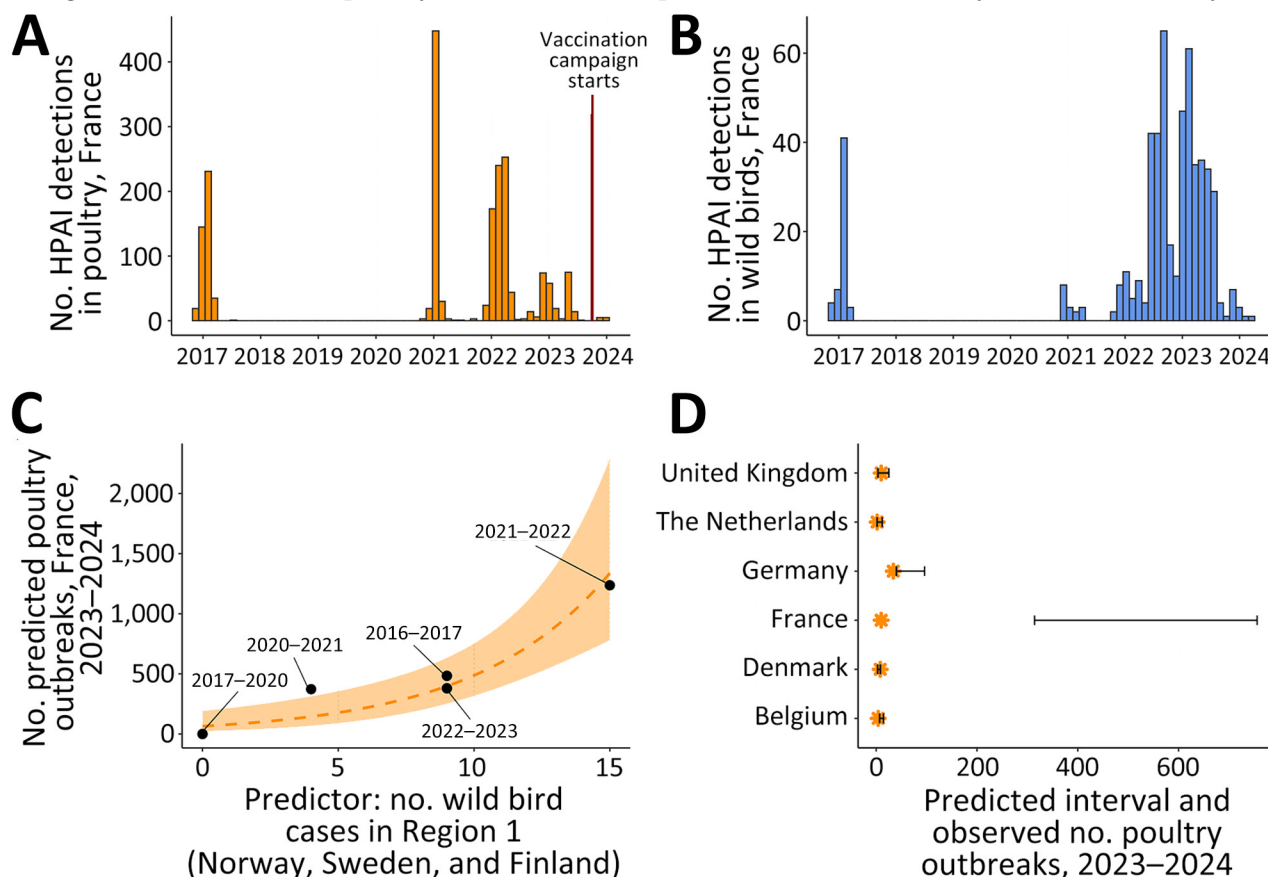 A
No. HPAI detections
in poultry, France
400
300
200
100
0
Vaccination
campaign
starts
2017 2018 2019 2020 2021 2022 2023 2024
B
No. HPAI detections
in wild birds, France
60
40
20
0
2017 2018 2019 2020 2021 2022 2023 2024
C
No. predicted poultry
outbreaks, France,
2023–2024
2,000
1,500
1,000
500
0
2021–2022
2020–2021
2016–2017
2017–2020
2022–2023
0 5 10 15
Predictor: no. wild bird
cases in Region 1
(Norway, Sweden, and Finland)
D
United Kingdom
The Netherlands
Germany
France
Denmark
Belgium
0 200 400 600
Predicted interval and
observed no. poultry
outbreaks, 2023–2024